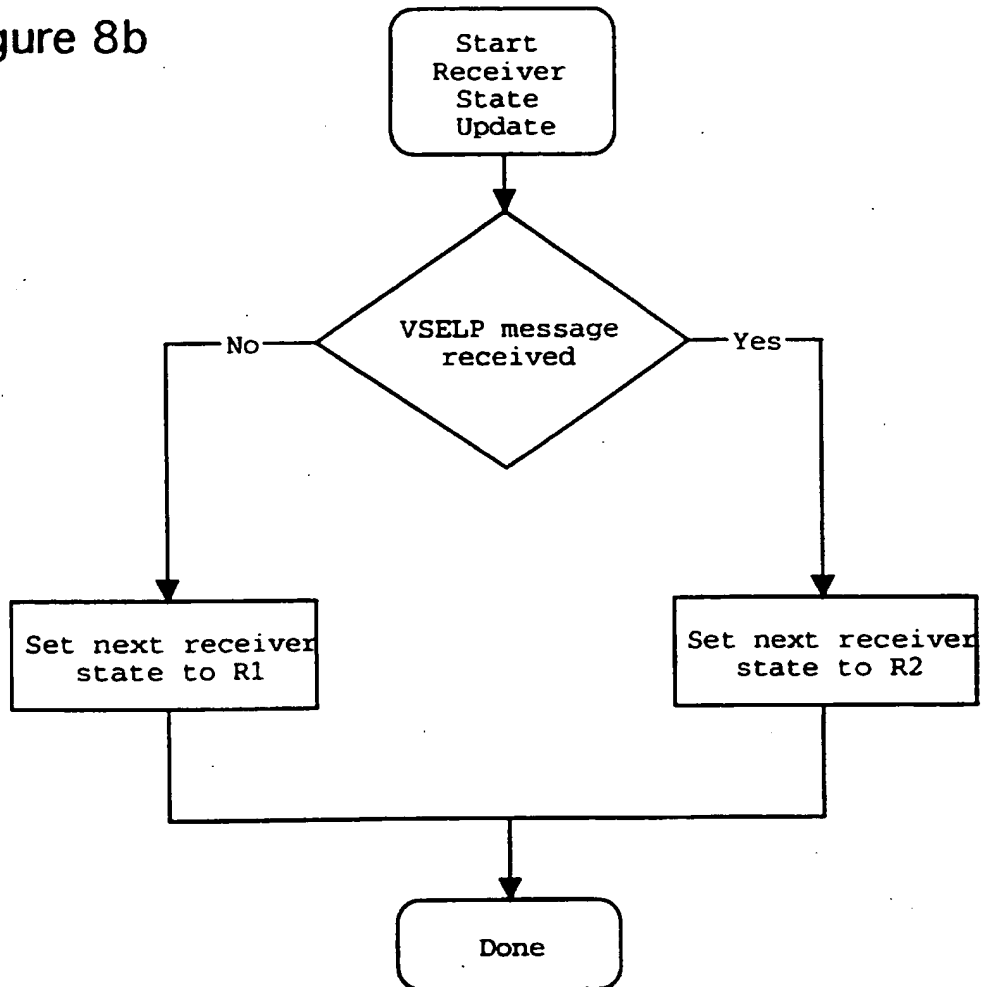 gure 8b
Start
Receiver
State
Update
VSELP message
received
No
Yes
Set next receiver
state to R1
Set next receiver
state to R2
Done